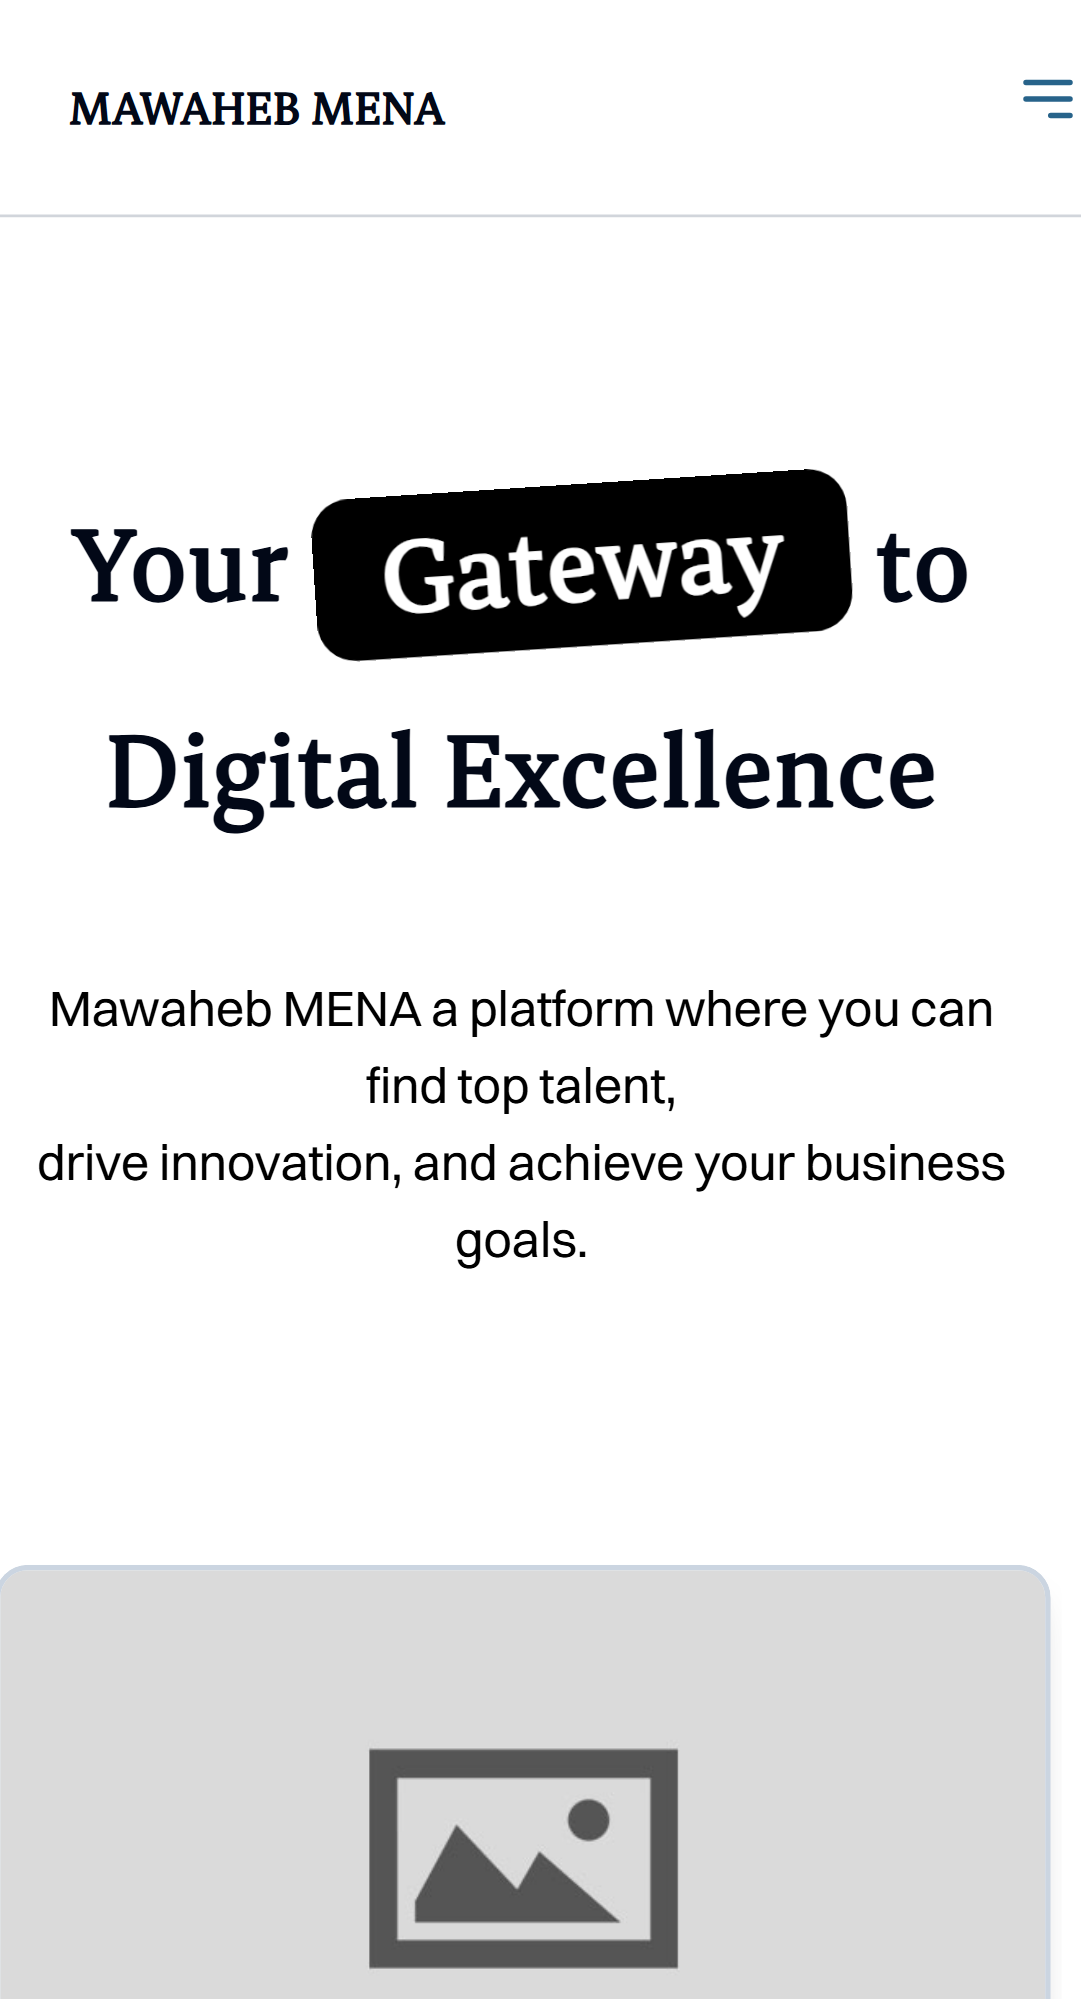 MAWAHEB MENA
Your Gateway to
Digital Excellence
Mawaheb MENA a platform where you can
find top talent,
drive innovation, and achieve your business
goals.